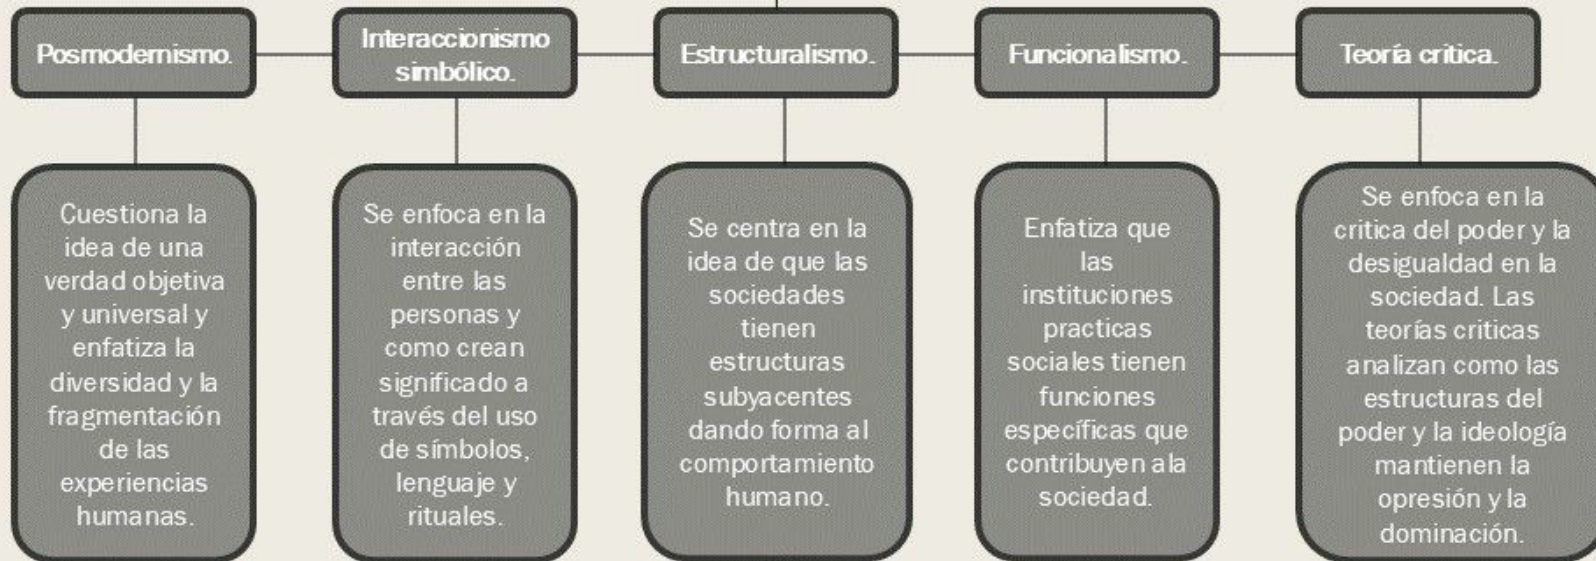 Posmodernismo.
Interaccionismo
simbólico.
Estructuralismo.
Funcionalismo.
Teoría critica.
Cuestiona la
idea de una
verdad objetiva
y universal y
enfatiza la
diversidad y la
fragmentación
de las
experiencias
humanas.
Se enfoca en la
interacción
entre las
personas y
como crean
significado a
través del uso
de símbolos,
lenguaje y
rituales.
Se centra en la
idea de que las
sociedades
tienen
estructuras
subyacentes
dando forma al
comportamiento
humano.
Enfatiza que
las
instituciones
practicas
sociales tienen
funciones
específicas que
contribuyen ala
sociedad.
Se enfoca en la
critica del poder y la
desigualdad en la
sociedad. Las
teorías criticas
analizan como las
estructuras del
poder y la ideología
mantienen la
opresión y la
dominación.